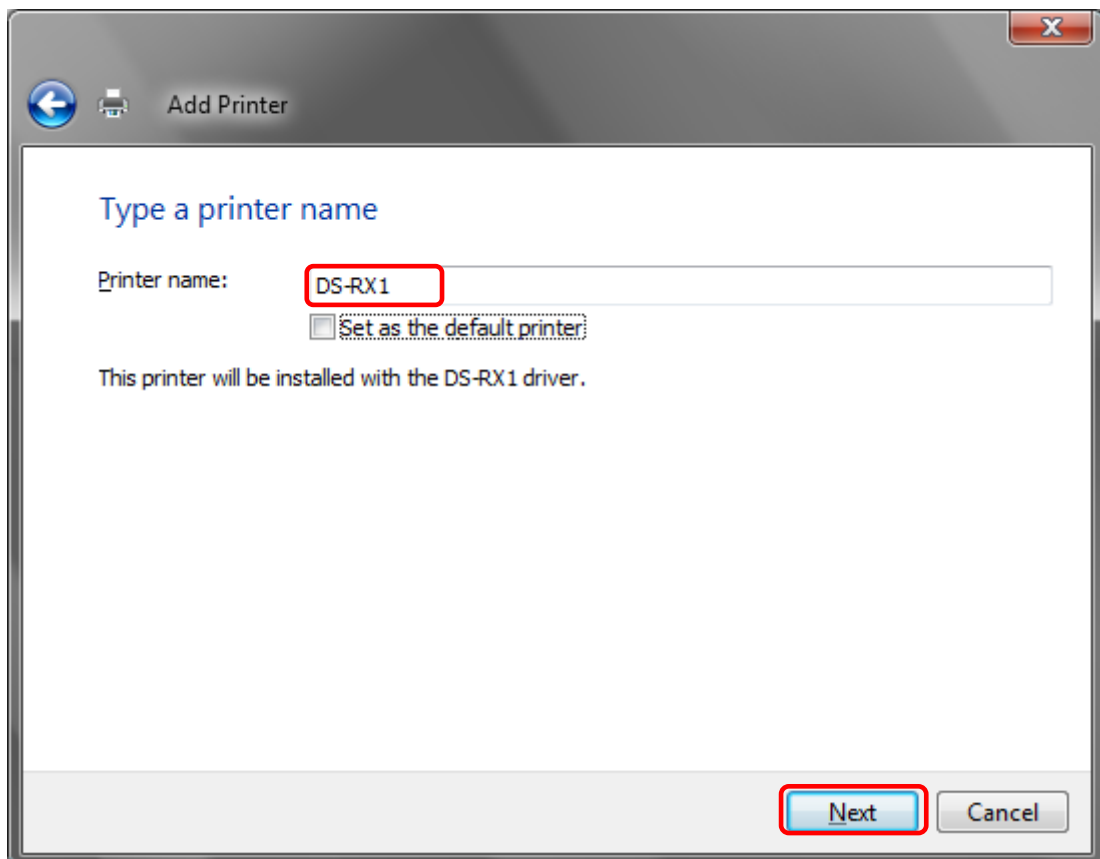 Add Printer
Type a printer name
Printer name: DS-RX1
Set as the default printer
This printer will be installed with the DS-RX1 driver.
Next Cancel